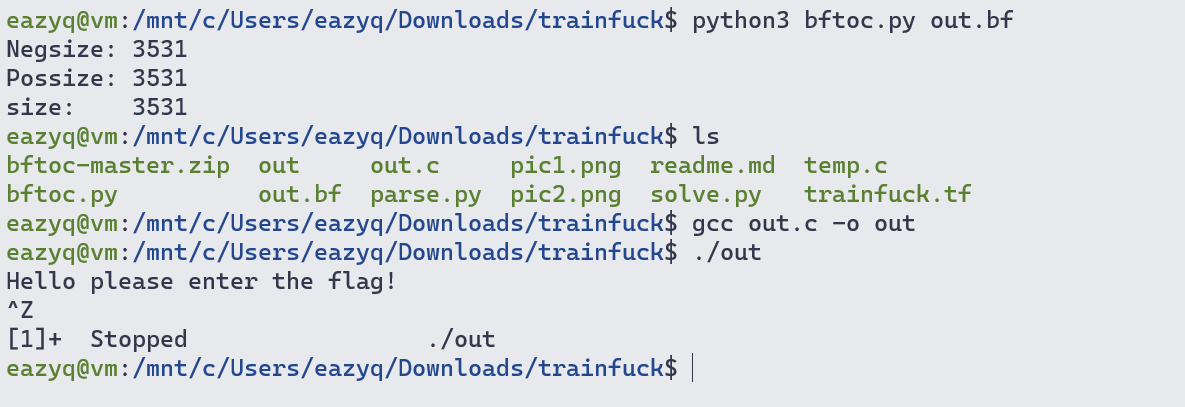 eazyq@vm:/mnt/c/Users/eazyq/Downloads/trainfuck$ python3 bftoc.py out.bf
Negsize: 3531
Possize: 3531
size:    3531
eazyq@vm:/mnt/c/Users/eazyq/Downloads/trainfuck$ ls
bftoc-master.zip  out     out.c     pic1.png  readme.md  temp.c
bftoc.py          out.bf  parse.py  pic2.png  solve.py   trainfuck.tf
eazyq@vm:/mnt/c/Users/eazyq/Downloads/trainfuck$ gcc out.c -o out
eazyq@vm:/mnt/c/Users/eazyq/Downloads/trainfuck$ ./out
Hello please enter the flag!
^Z
[1]+  Stopped                 ./out
eazyq@vm:/mnt/c/Users/eazyq/Downloads/trainfuck$